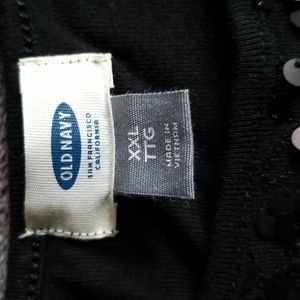 OLD NAVY
SAN FRANCISCO
CALIFORNIA
XXL
TTG
MADE IN
VIETNAM